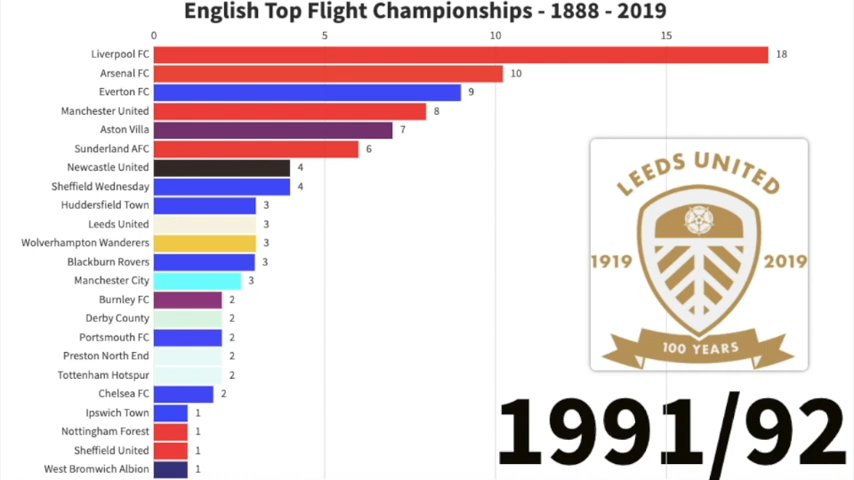 English Top Flight Championships - 1888 - 2019
0 5 10 15
Liverpool FC 18
Arsenal FC 10
Everton FC 9
Manchester United 8
Aston Villa 7
Sunderland AFC 6
Newcastle United 4
Sheffield Wednesday 4
Huddersfield Town 3
Leeds United 3
Wolverhampton Wanderers 3
Blackburn Rovers 3
Manchester City 3
Burnley FC 2
Derby County 2
Portsmouth FC 2
Preston North End 2
Tottenham Hotspur 2
Chelsea FC 2
Ipswich Town 1
Nottingham Forest 1
Sheffield United 1
West Bromwich Albion 1
LEEDS UNITED
1919 2019
100 YEARS
1991/92